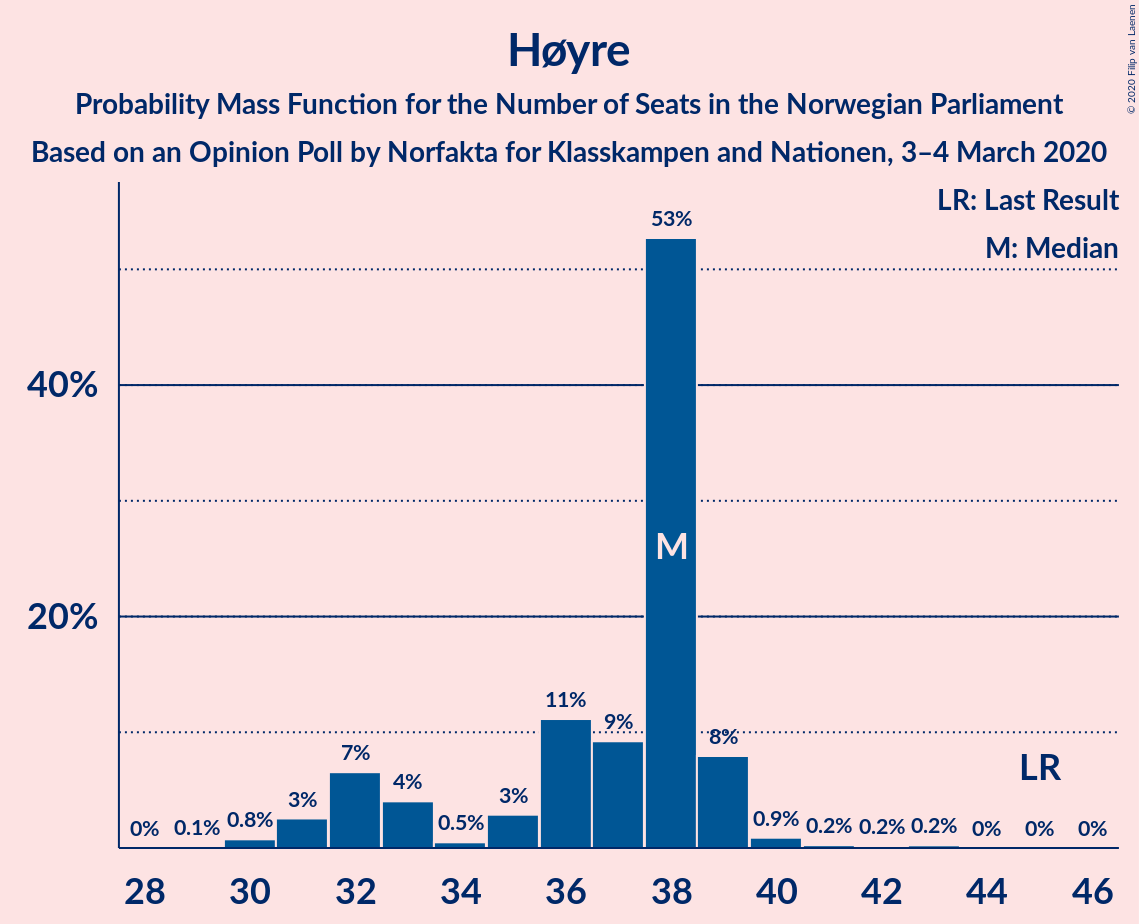 Høyre
Probability Mass Function for the Number of Seats in the Norwegian Parliament
Based on an Opinion Poll by Norfakta for Klasskampen and Nationen, 3–4 March 2020
© 2020 Filip van Laenen
LR: Last Result
M: Median
40%
20%
0%
0.1%
0.8%
3%
7%
4%
0.5%
3%
11%
9%
53%
8%
0.9%
0.2%
0.2%
0.2%
0%
0%
0%
M
LR
28 30 32 34 36 38 40 42 44 46